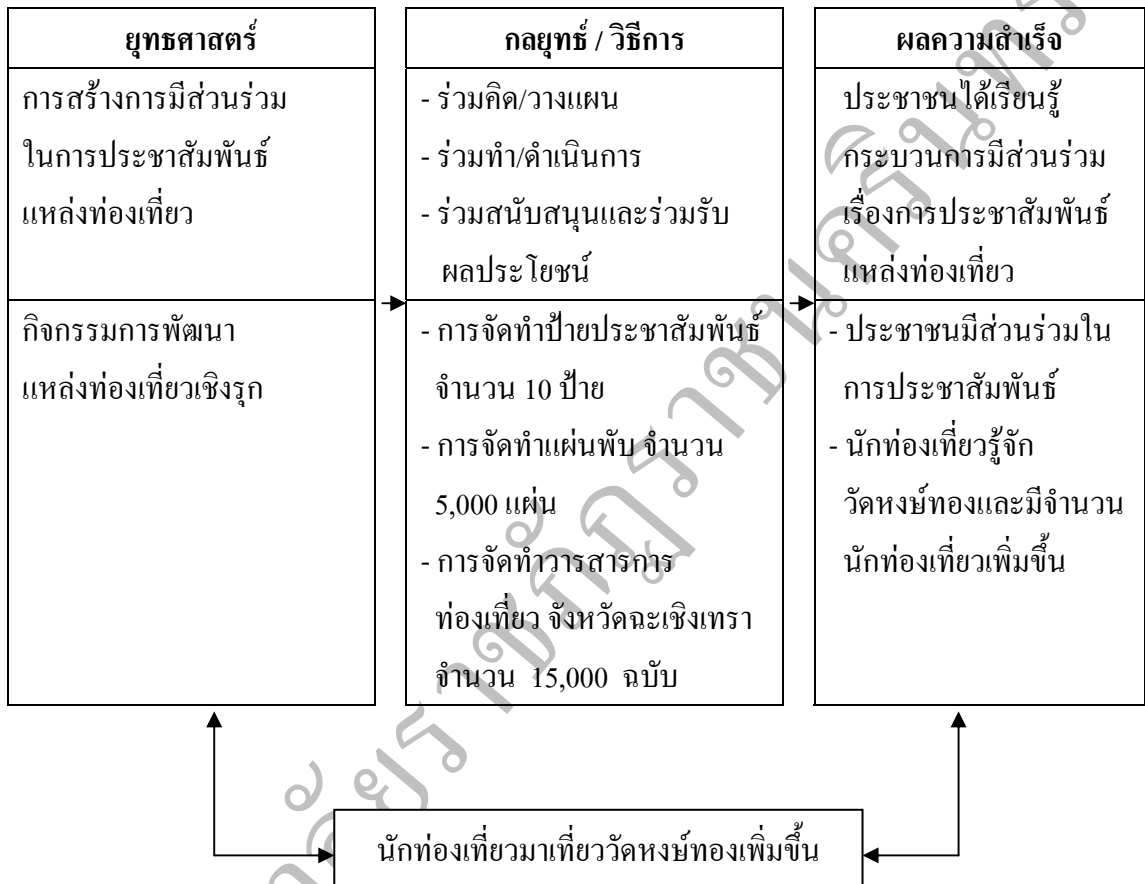 ยุทธศาสตร์
การสร้างการมีส่วนร่วม
ในการประชาสัมพันธ์
แหล่งท่องเที่ยว
กิจกรรมการพัฒนา
แหล่งท่องเที่ยวเชิงรุก
กลยุทธ์ / วิธีการ
- ร่วมคิด/วางแผน
- ร่วมทำ/ดำเนินการ
- ร่วมสนับสนุนและร่วมรับ
ผลประโยชน์
- การจัดทำป้ายประชาสัมพันธ์
จำนวน 10 ป้าย
- การจัดทำแผ่นพับ จำนวน
5,000 แผ่น
- การจัดทำวารสารการ
ท่องเที่ยว จังหวัดฉะเชิงเทรา
จำนวน 15,000 ฉบับ
ผลความสำเร็จ
ประชาชนได้เรียนรู้
กระบวนการมีส่วนร่วม
เรื่องการประชาสัมพันธ์
แหล่งท่องเที่ยว
- ประชาชนมีส่วนร่วมใน
การประชาสัมพันธ์
- นักท่องเที่ยวรู้จัก
วัดหงษ์ทองและมีจำนวน
นักท่องเที่ยวเพิ่มขึ้น
นักท่องเที่ยวมาเที่ยววัดหงษ์ทองเพิ่มขึ้น